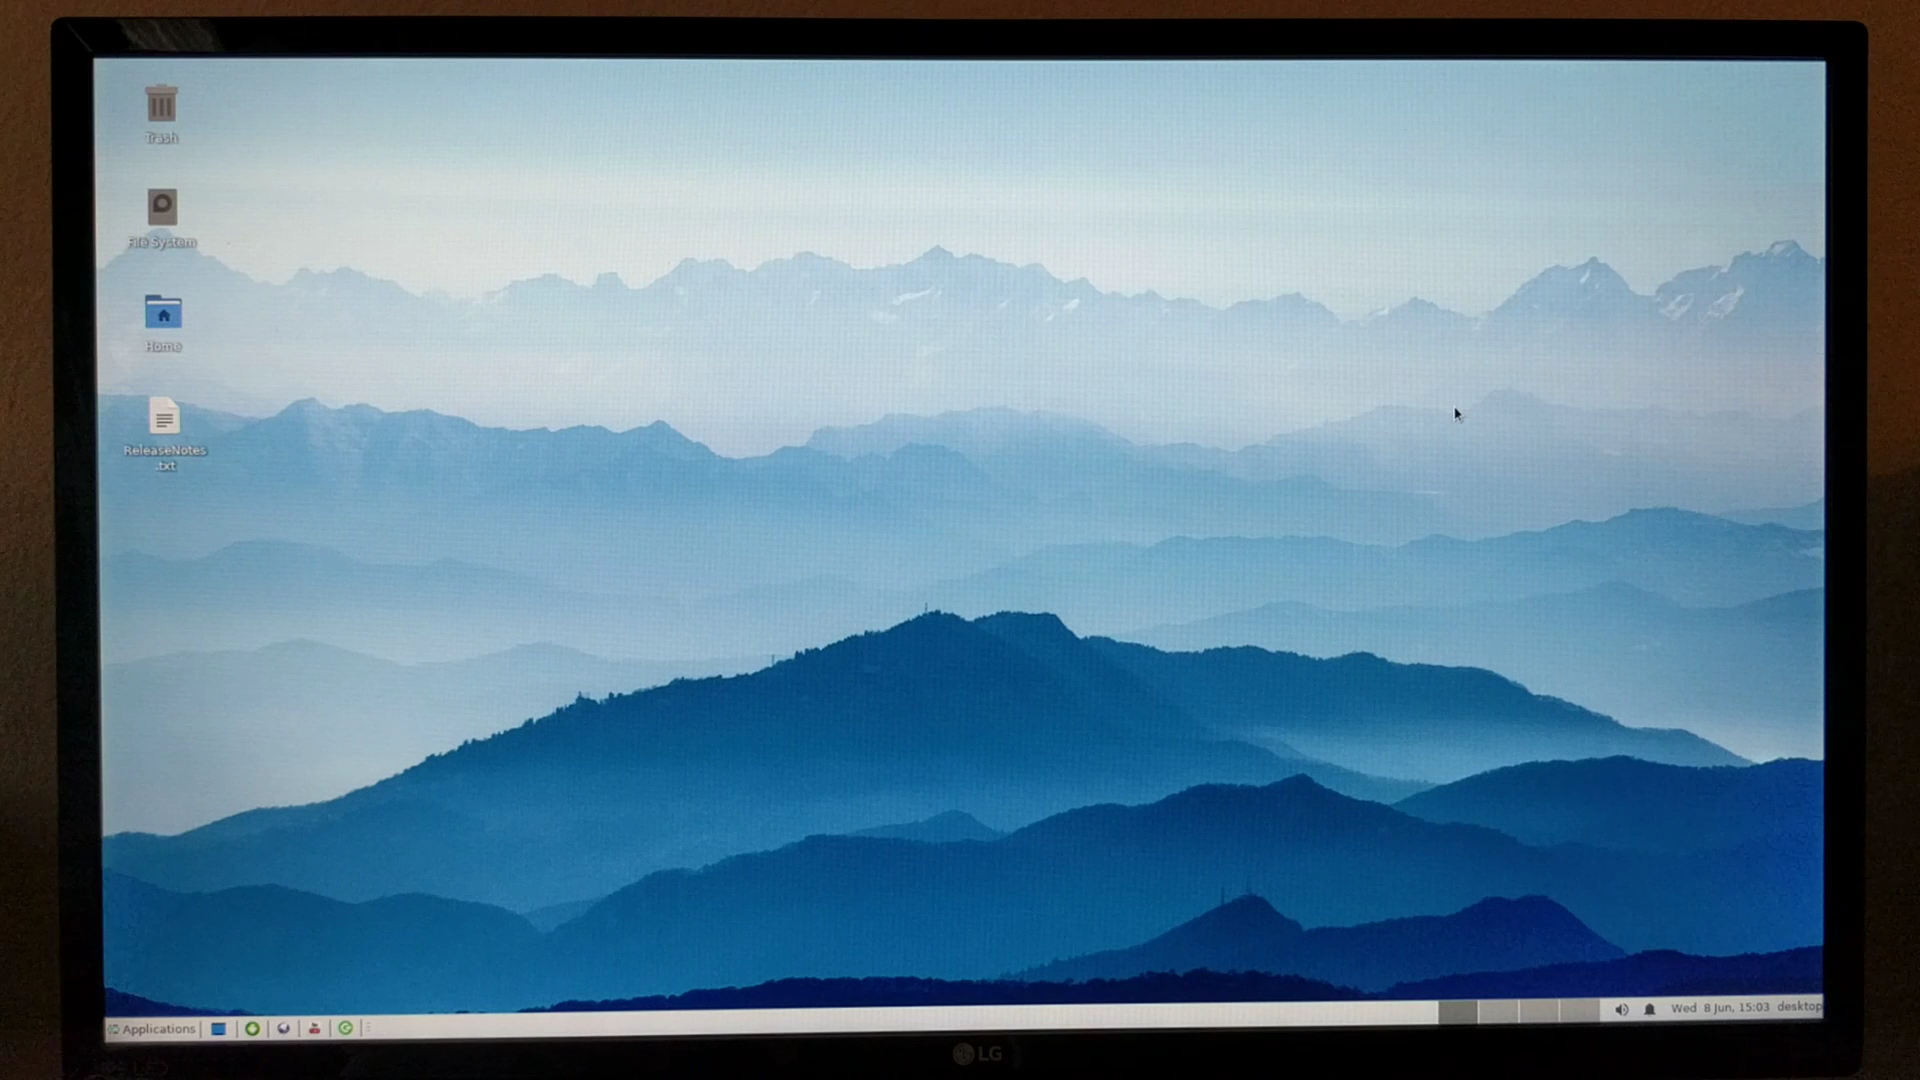 Trash
File System
Home
ReleaseNotes
.txt
Applications
Wed 8 Jun, 15:03 desktop
LG